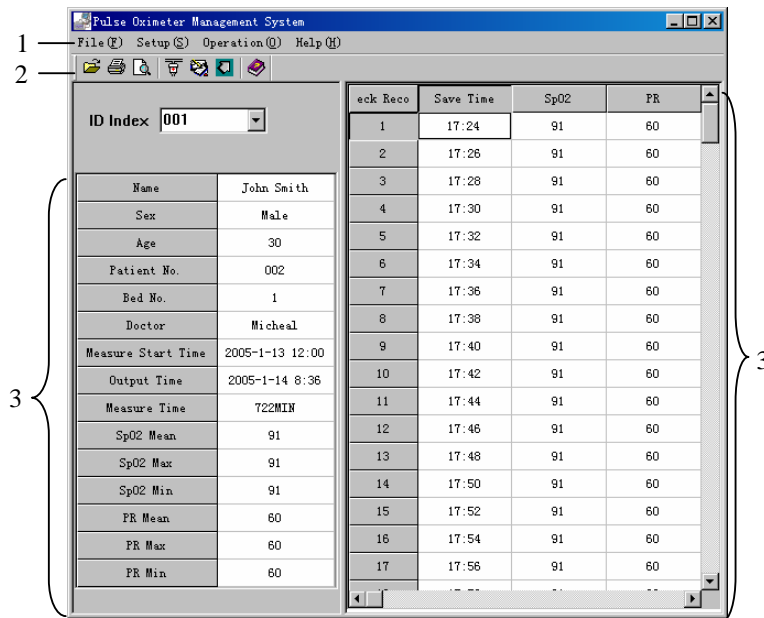 Pulse Oximeter Management System
1
File(F) Setup(S) Operation(O) Help(H)
2
ID Index 001
Name John Smith
Sex Male
Age 30
Patient No. 002
Bed No. 1
Doctor Micheal
Measure Start Time 2005-1-13 12:00
Output Time 2005-1-14 8:36
Measure Time 722MIN
SpO2 Mean 91
SpO2 Max 91
SpO2 Min 91
PR Mean 60
PR Max 60
PR Min 60
3
eck Reco Save Time SpO2 PR
1 17:24 91 60
2 17:26 91 60
3 17:28 91 60
4 17:30 91 60
5 17:32 91 60
6 17:34 91 60
7 17:36 91 60
8 17:38 91 60
9 17:40 91 60
10 17:42 91 60
11 17:44 91 60
12 17:46 91 60
13 17:48 91 60
14 17:50 91 60
15 17:52 91 60
16 17:54 91 60
17 17:56 91 60
3